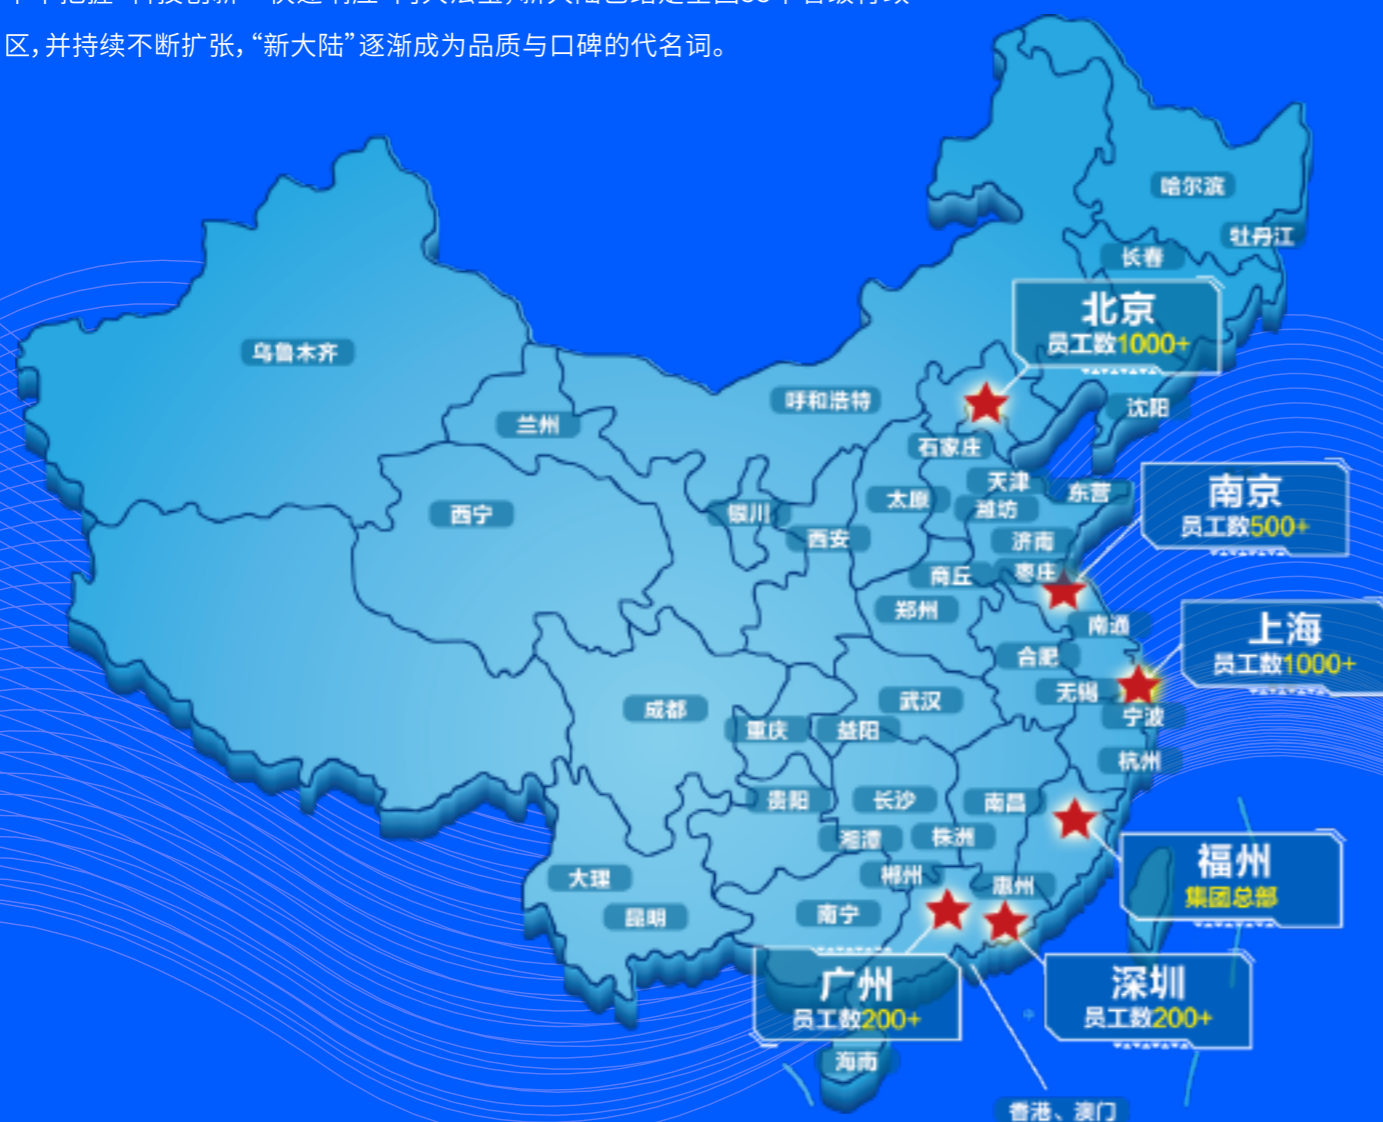 区,并持续不断扩张,“新大陆”逐渐成为品质与口碑的代名词。
哈尔滨
牡丹江
长春
北京
员工数1000+
乌鲁木齐
呼和浩特
沈阳
兰州
石家庄
天津
东营
南京
员工数500+
西宁
银川
太原
潍坊
西安
济南
商丘
枣庄
郑州
南通
上海
员工数1000+
合肥
无锡
成都
武汉
宁波
重庆
益阳
杭州
贵阳
长沙
南昌
湘潭
株洲
福州
集团总部
大理
郴州
惠州
昆明
南宁
广州
员工数200+
深圳
员工数200+
海南
香港、澳门